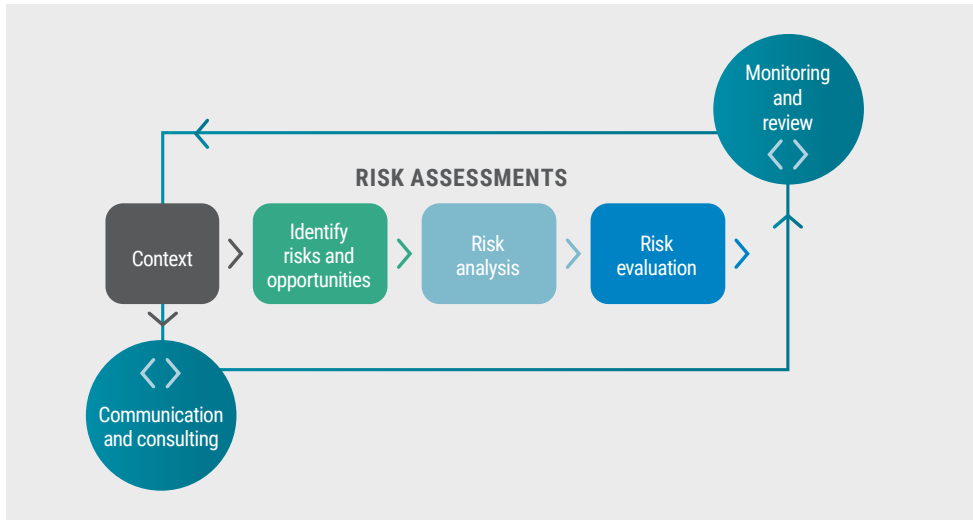 Monitoring
and
review
RISK ASSESSMENTS
Context
Identify
risks and
opportunities
Risk
analysis
Risk
evaluation
Communication
and consulting